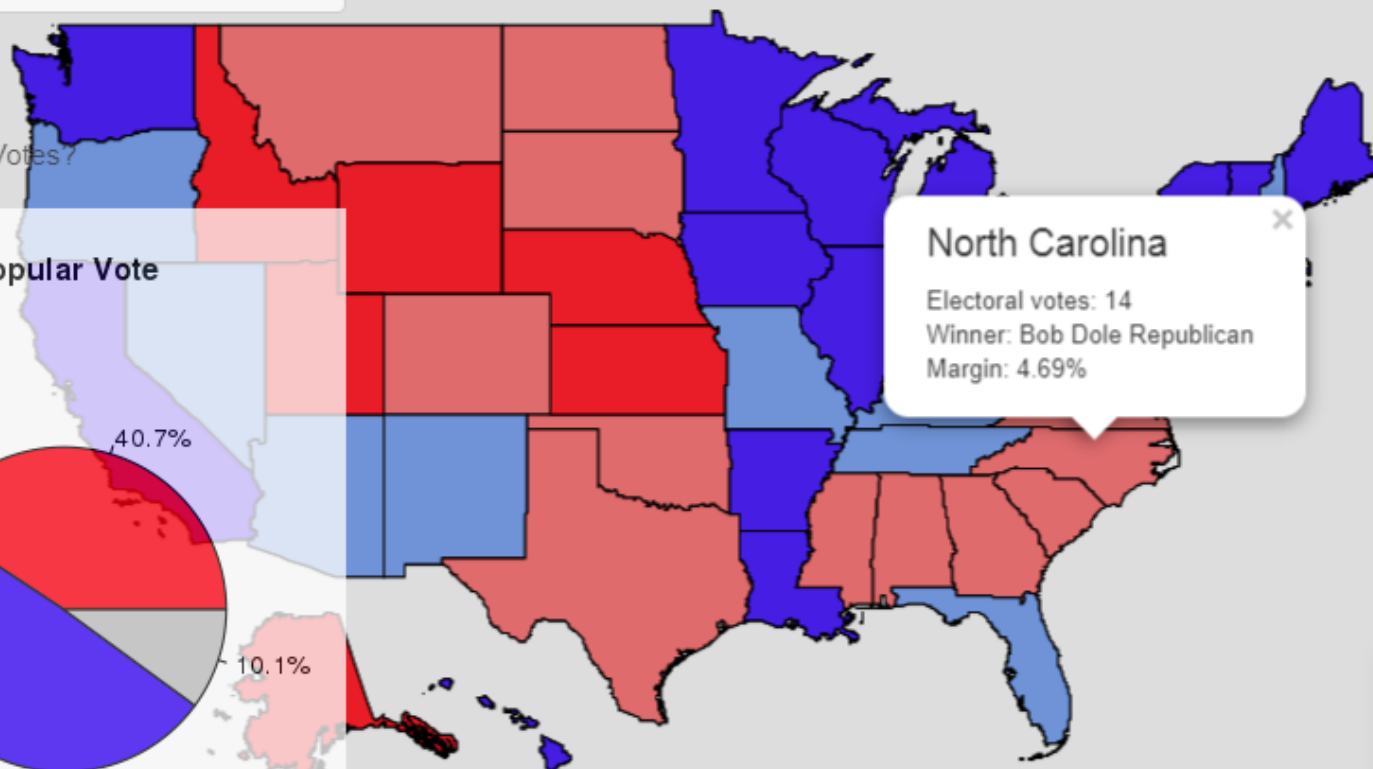 Votes?
opular Vote
40.7%
10.1%
North Carolina
×
Electoral votes: 14
Winner: Bob Dole Republican
Margin: 4.69%